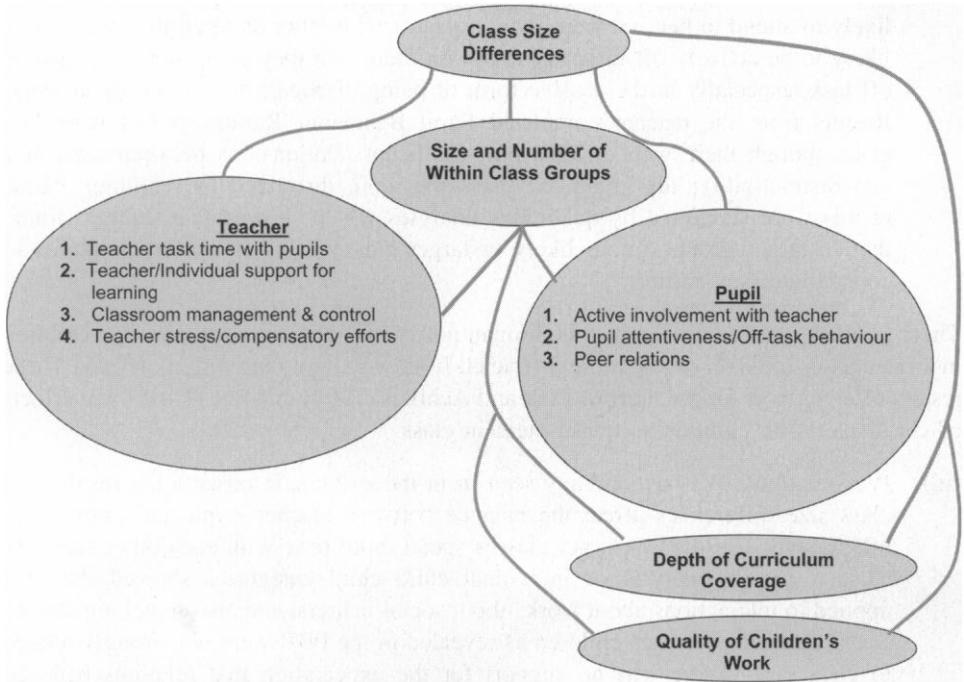 Class Size
Differences
Size and Number of
Within Class Groups
Teacher
1. Teacher task time with pupils
2. Teacher/Individual support for
learning
3. Classroom management & control
4. Teacher stress/compensatory efforts
Pupil
1. Active involvement with teacher
2. Pupil attentiveness/Off-task behaviour
3. Peer relations
Depth of Curriculum
Coverage
Quality of Children's
Work